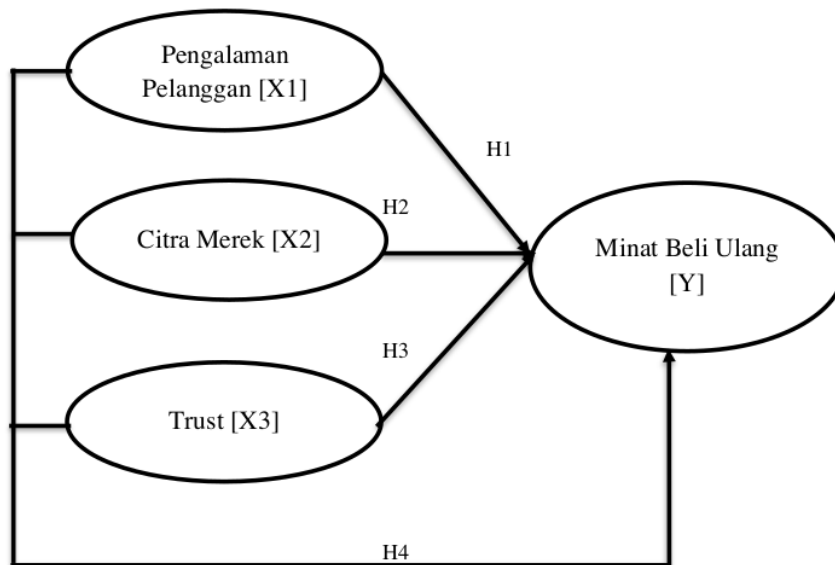 Pengalaman
Pelanggan [X1]
H1
H2
Citra Merek [X2]
Minat Beli Ulang
[Y]
H3
Trust [X3]
H4